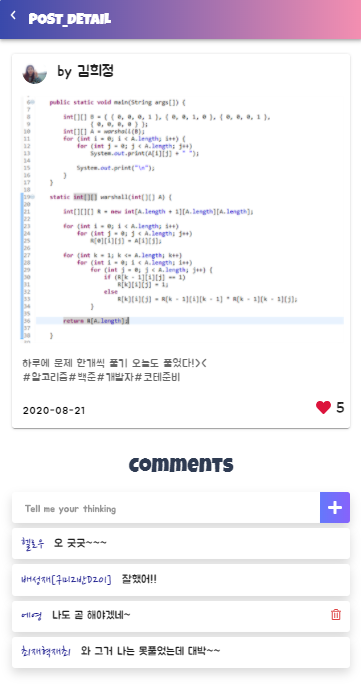 POST_DETAIL
by 김희정
public static void main(String args[]) {
int[][] B = { { 0, 0, 0, 1 }, { 0, 0, 1, 0 }, { 0, 0, 0, 1 },
{ 0, 0, 0, 0 } };
int[][] A = warshall(B);
for (int i = 0; i < A.length; i++) {
for (int j = 0; j < A.length; j++)
System.out.print(A[i][j] + " ");
System.out.print("\n");
}
}
static int[][] warshall(int[][] A) {
int[][][] R = new int[A.length + 1][A.length][A.length];
for (int i = 0; i < A.length; i++)
for (int j = 0; j < A.length; j++)
R[0][i][j] = A[i][j];
for (int k = 1; k <= A.length; k++)
for (int i = 0; i < A.length; i++)
for (int j = 0; j < A.length; j++) {
if (R[k - 1][i][j] == 1)
R[k][i][j] = 1;
else
R[k][i][j] = R[k - 1][i][k - 1] * R[k - 1][k - 1][j];
}
return R[A.length];
}
하루에 문제 한개씩 풀기 오늘도 풀었다!><
#알고리즘#백준#개발자#코테준비
2020-08-21
5
comments
Tell me your thinking
헬로우 오 굿굿~~~
배성재[구미2반D201] 잘했어!!
예영 나도 곧 해야겠네~
최재혁재최 와 그거 나는 못풀었는데 대박~~